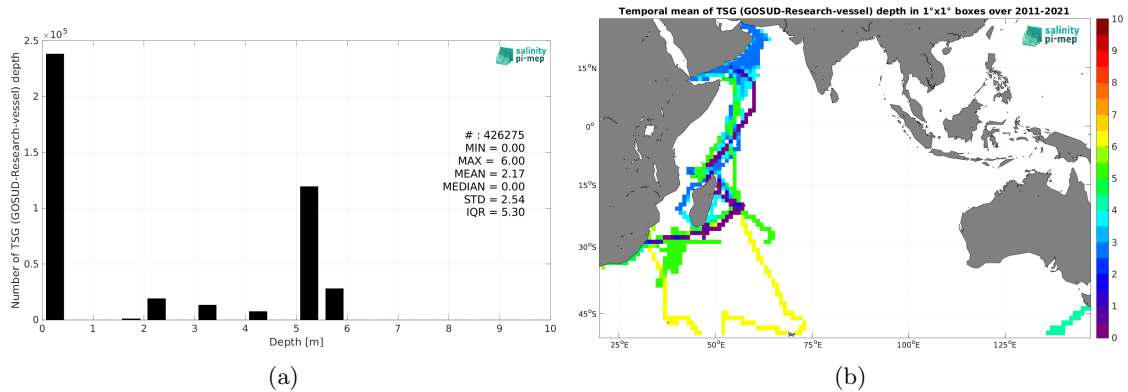 2.5 ×10⁵
2
1.5
1
0.5
0
Number of TSG (GOSUD-Research-vessel) depth
salinity
pi-mep
# : 426275
MIN = 0.00
MAX = 6.00
MEAN = 2.17
MEDIAN = 0.00
STD = 2.54
IQR = 5.30
0 1 2 3 4 5 6 7 8 9 10
Depth [m]
(a)
Temporal mean of TSG (GOSUD-Research-vessel) depth in 1°x1° boxes over 2011-2021
salinity
pi-mep
15°N
0°
15°S
30°S
45°S
25°E 50°E 75°E 100°E 125°E
10
9
8
7
6
5
4
3
2
1
0
(b)